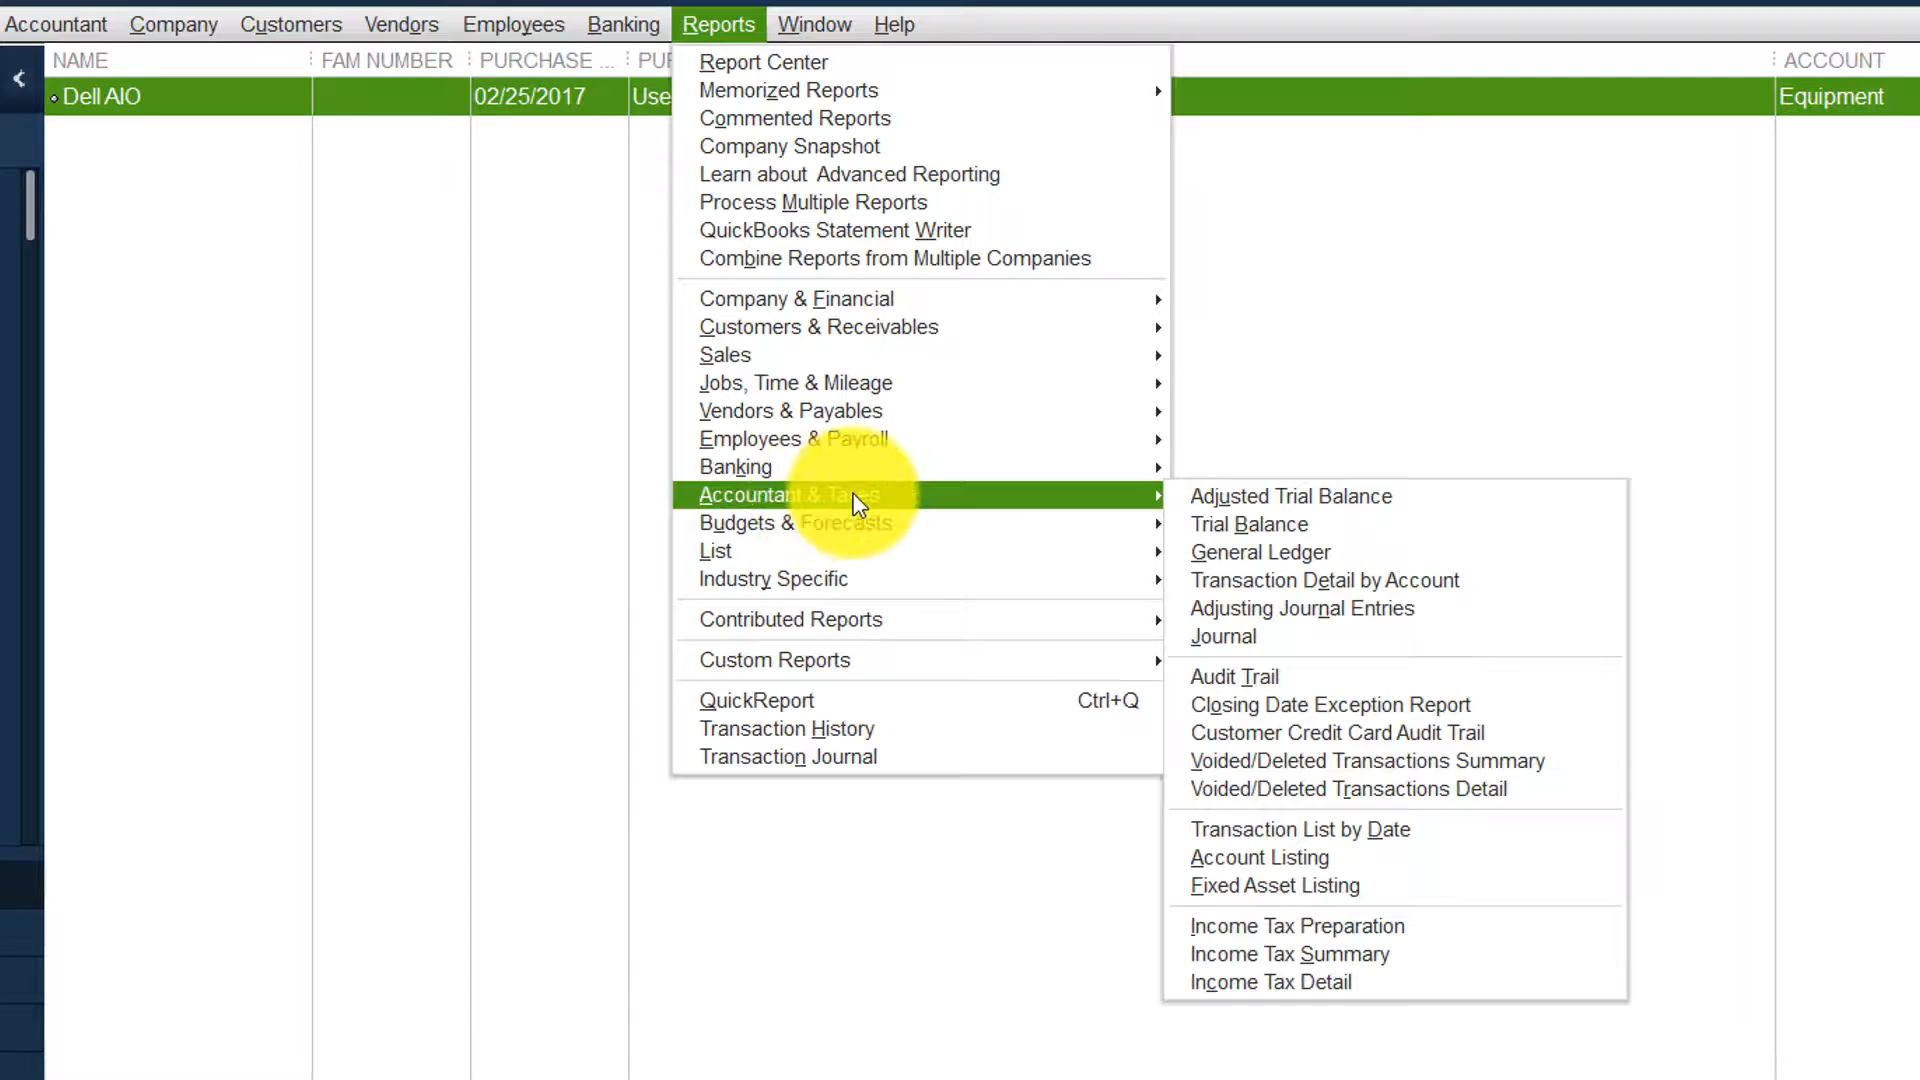 Accountant Company Customers Vendors Employees Banking Reports Window Help
NAME FAM NUMBER PURCHASE ... PU ACCOUNT
Dell AIO 02/25/2017 Use Equipment
Report Center
Memorized Reports
Commented Reports
Company Snapshot
Learn about Advanced Reporting
Process Multiple Reports
QuickBooks Statement Writer
Combine Reports from Multiple Companies
Company & Financial
Customers & Receivables
Sales
Jobs, Time & Mileage
Vendors & Payables
Employees & Payroll
Banking
Accountant & Taxes
Budgets & Forecasts
List
Industry Specific
Contributed Reports
Custom Reports
QuickReport Ctrl+Q
Transaction History
Transaction Journal
Adjusted Trial Balance
Trial Balance
General Ledger
Transaction Detail by Account
Adjusting Journal Entries
Journal
Audit Trail
Closing Date Exception Report
Customer Credit Card Audit Trail
Voided/Deleted Transactions Summary
Voided/Deleted Transactions Detail
Transaction List by Date
Account Listing
Fixed Asset Listing
Income Tax Preparation
Income Tax Summary
Income Tax Detail